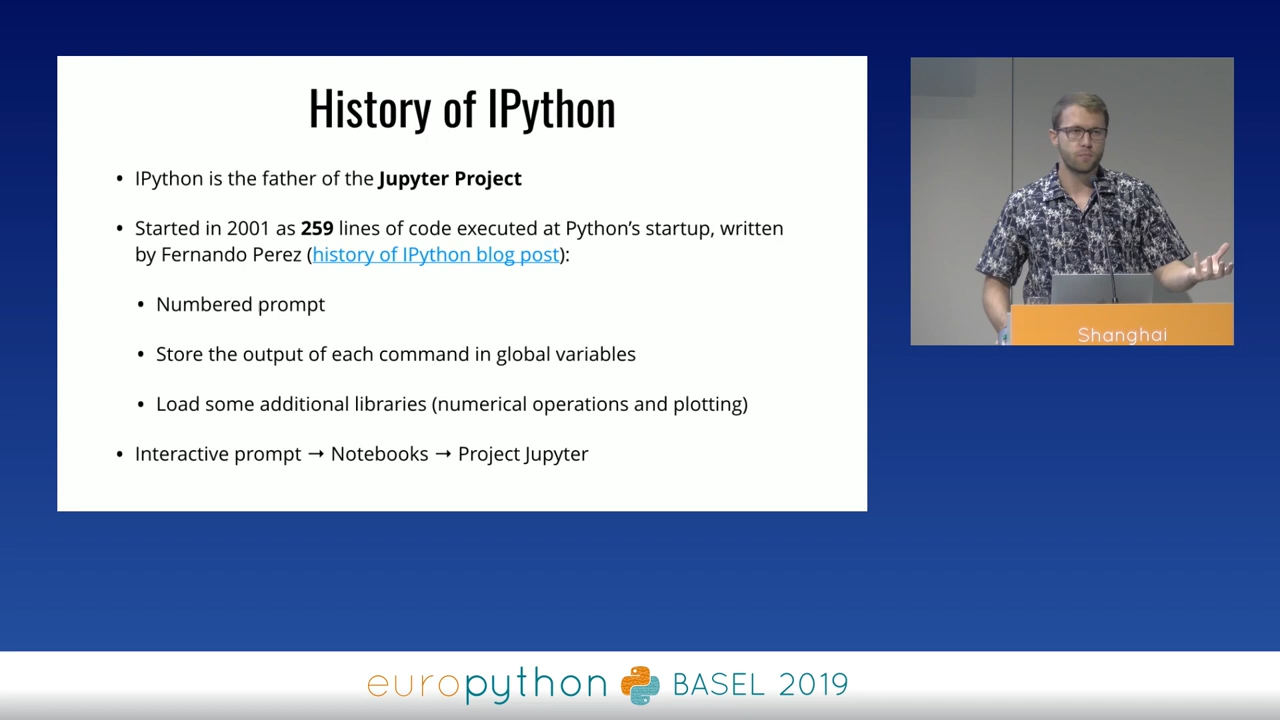 History of IPython
• IPython is the father of the Jupyter Project
• Started in 2001 as 259 lines of code executed at Python’s startup, written
by Fernando Perez (history of IPython blog post):
• Numbered prompt
• Store the output of each command in global variables
• Load some additional libraries (numerical operations and plotting)
• Interactive prompt → Notebooks → Project Jupyter
Shanghai
europython BASEL 2019